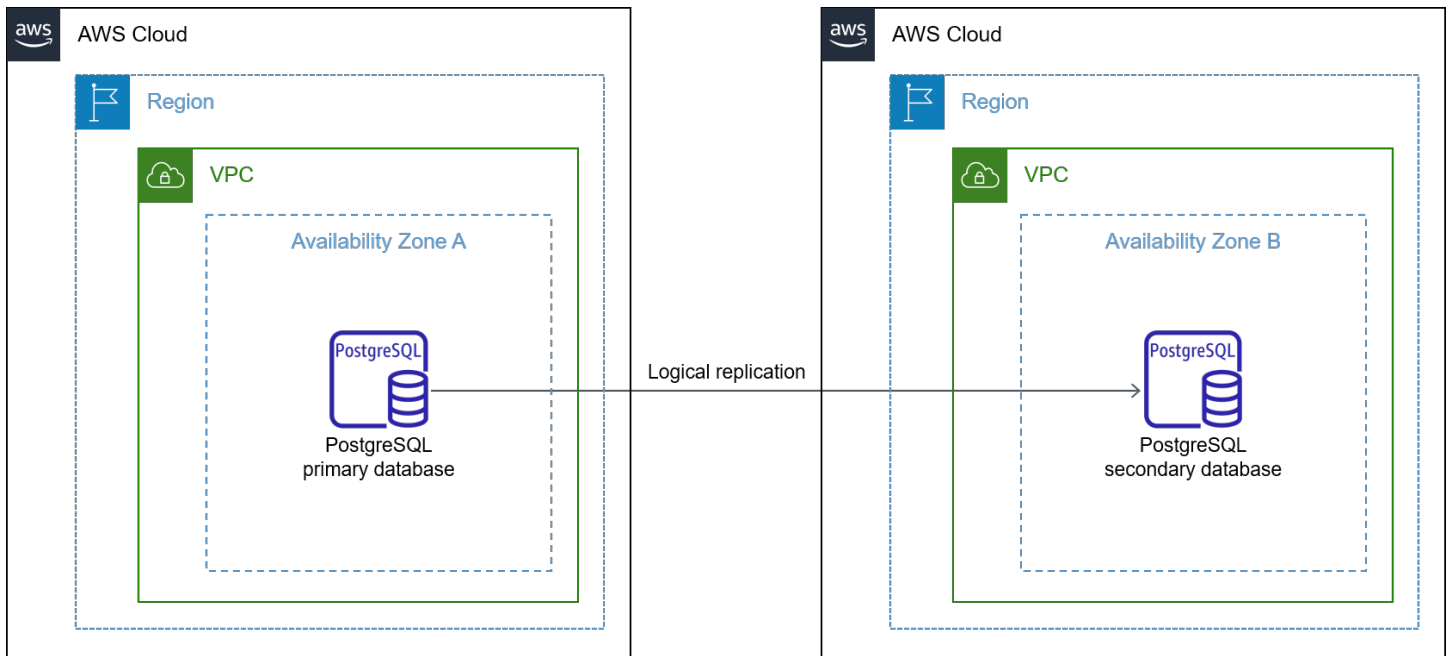 aws
AWS Cloud
Region
VPC
Availability Zone A
PostgreSQL
PostgreSQL
primary database
Logical replication
aws
AWS Cloud
Region
VPC
Availability Zone B
PostgreSQL
PostgreSQL
secondary database